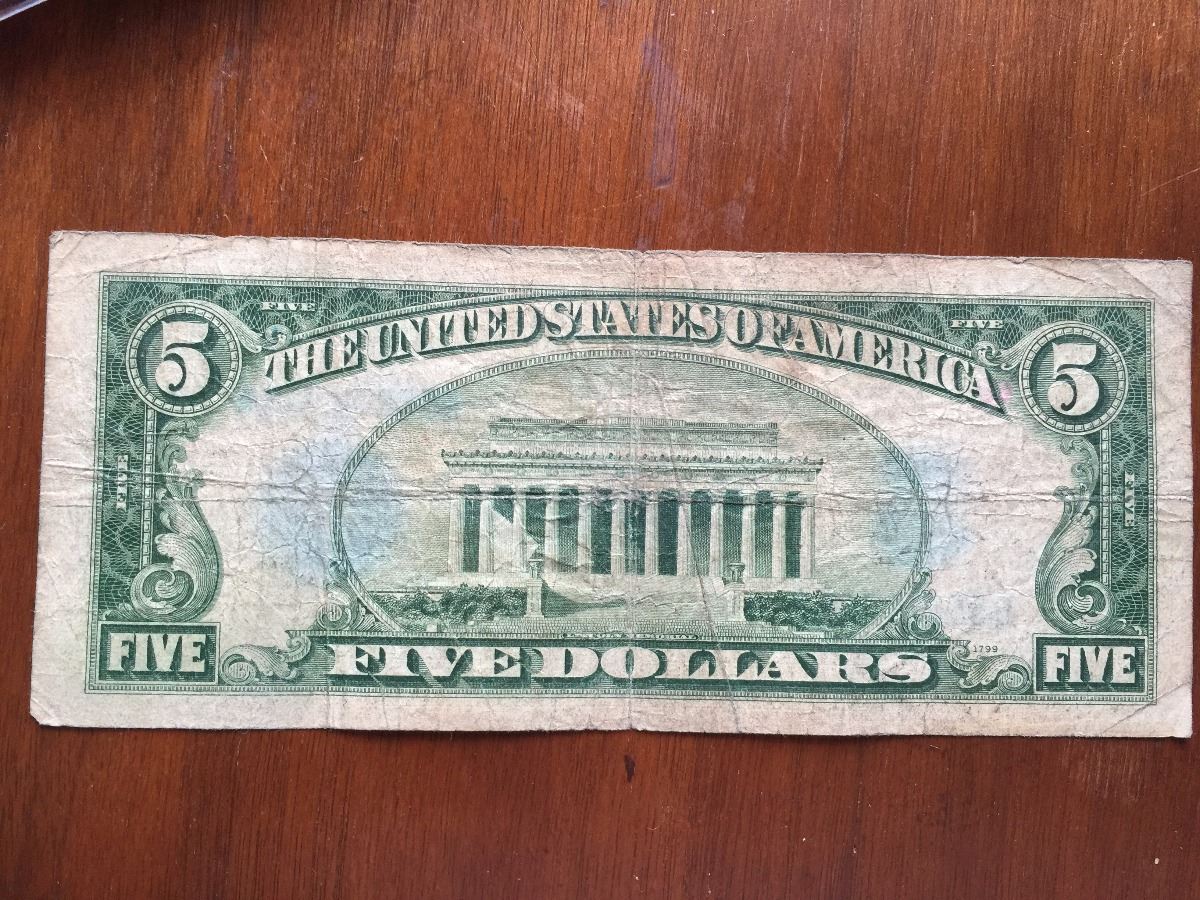 FIVE FIVE
5 THE UNITED STATES OF AMERICA 5
FIVE FIVE
FIVE FIVE DOLLARS 1799 FIVE